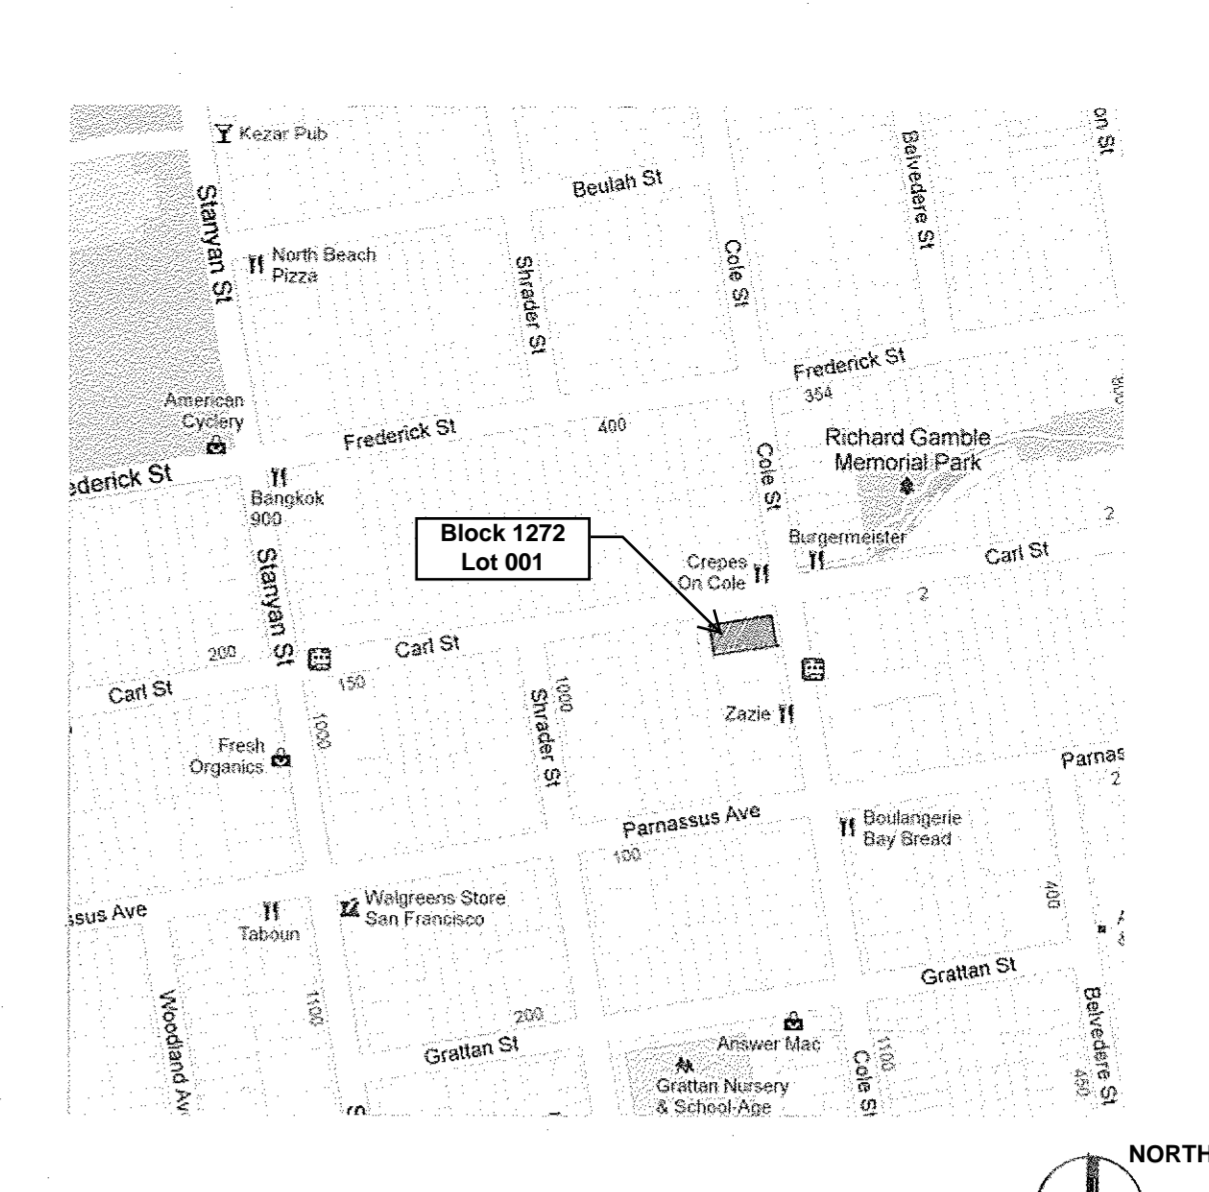 Kezar Pub
on St
Belvedere St
Beulah St
Stanyan St
North Beach
Pizza
Shrader St
Cole St
Frederick St
354
American
Cyclery
Frederick St
400
Richard Gamble
Memorial Park
ederick St
Cole St
Bangkok
900
Block 1272
Lot 001
2
Burgermeister
Carl St
Crepes
On Cole
Stanyan St
2
Carl St
200
150
Carl St
1000
Shrader St
1000
Zazie
Fresh
Organics
Parnas
2
Parnassus Ave
100
Boulangerie
Bay Bread
400
Walgreens Store
San Francisco
ssus Ave
Taboun
Grattan St
Woodland Av
1100
200
Grattan St
Answer Mac
Belvedere St
1100
Cole St
450
Grattan Nursery
& School-Age
NORTH